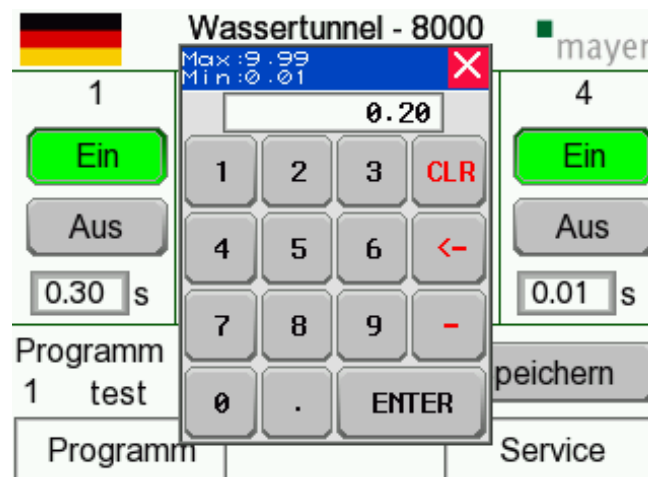 Wassertunnel - 8000
mayer
Max:9.99
Min:0.01
0.20
1
4
Ein
Ein
1 2 3 CLR
Aus
Aus
4 5 6 <-
0.30 s
0.01 s
7 8 9 -
Programm
1 test
peichern
0 . ENTER
Programm
Service